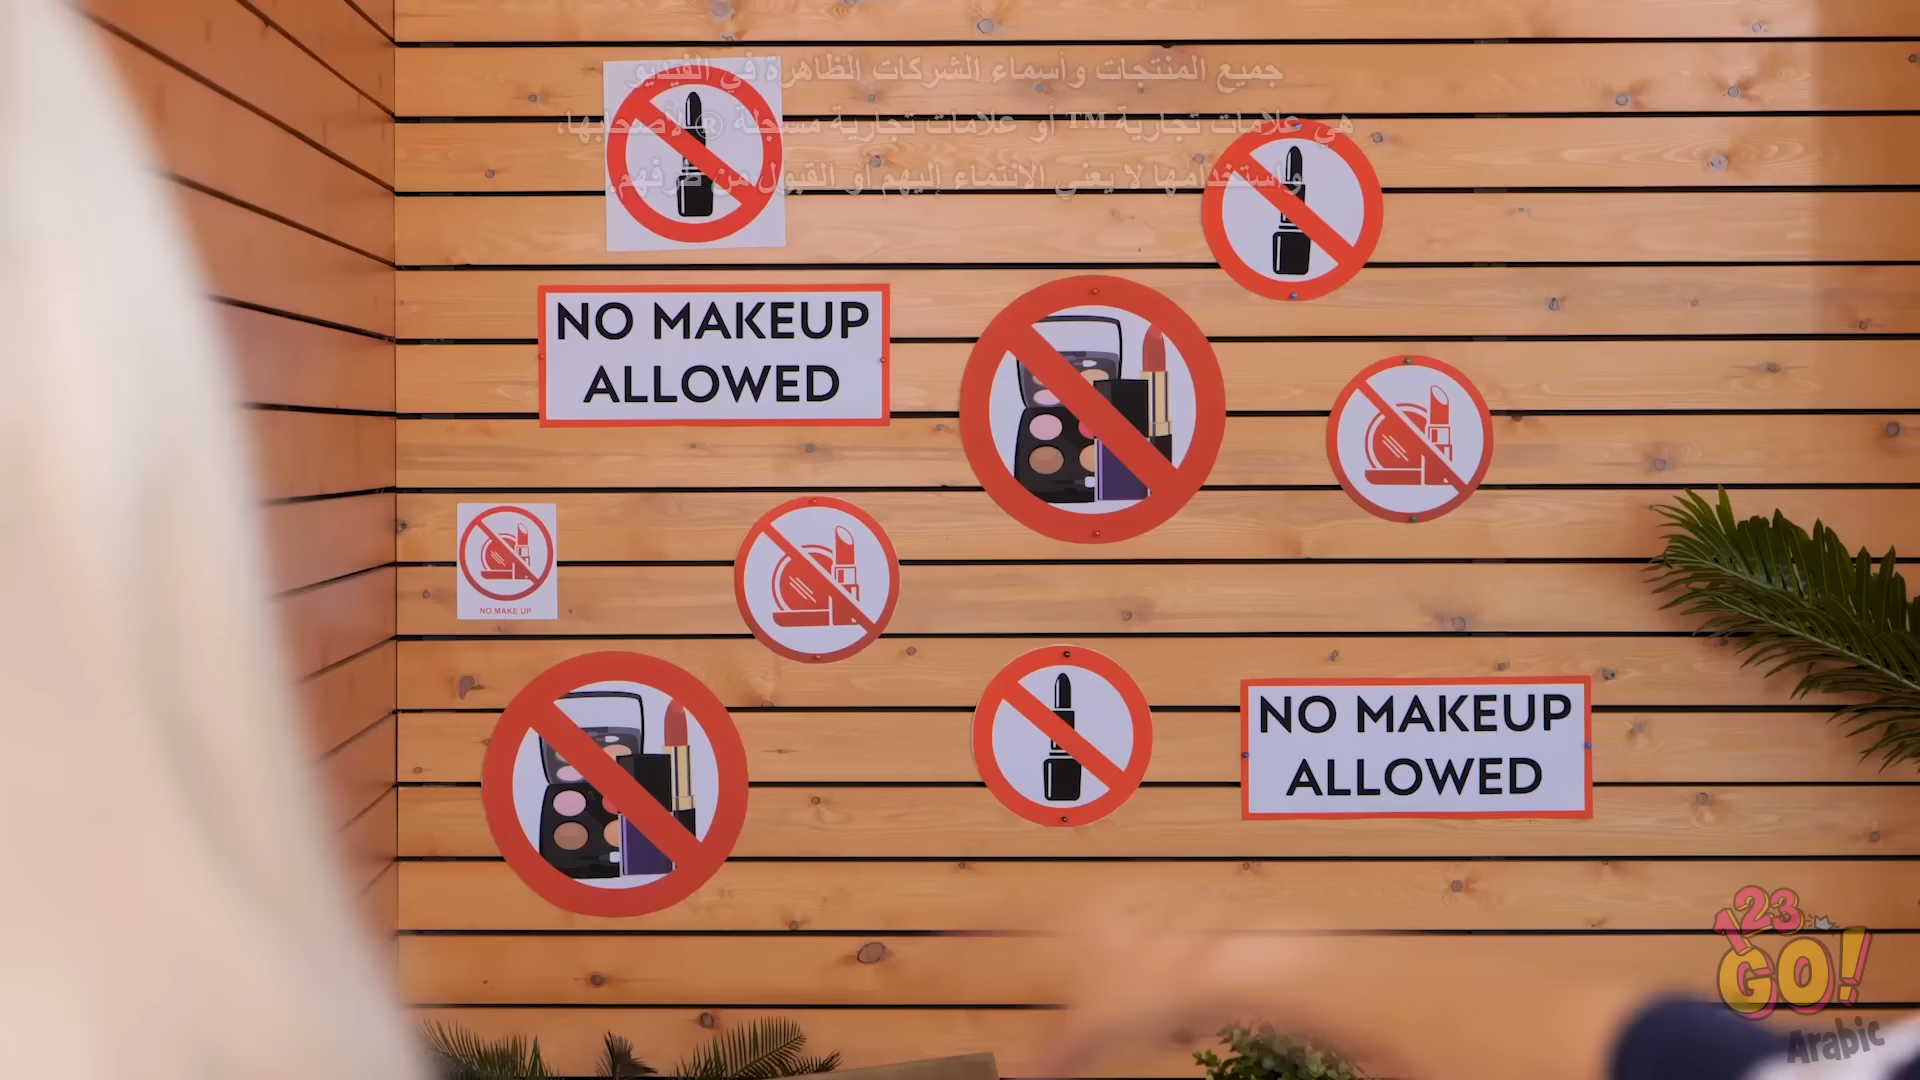 جميع المنتجات وأسماء الشركات الظاهرة في الفيديو
هي علامات تجارية ™ أو علامات تجارية مسجلة ® لأصحابها،
واستخدامها لا يعني الانتماء إليهم أو القبول من طرفهم.
NO MAKEUP
ALLOWED
NO MAKE UP
NO MAKEUP
ALLOWED
123
GO!
Arabic